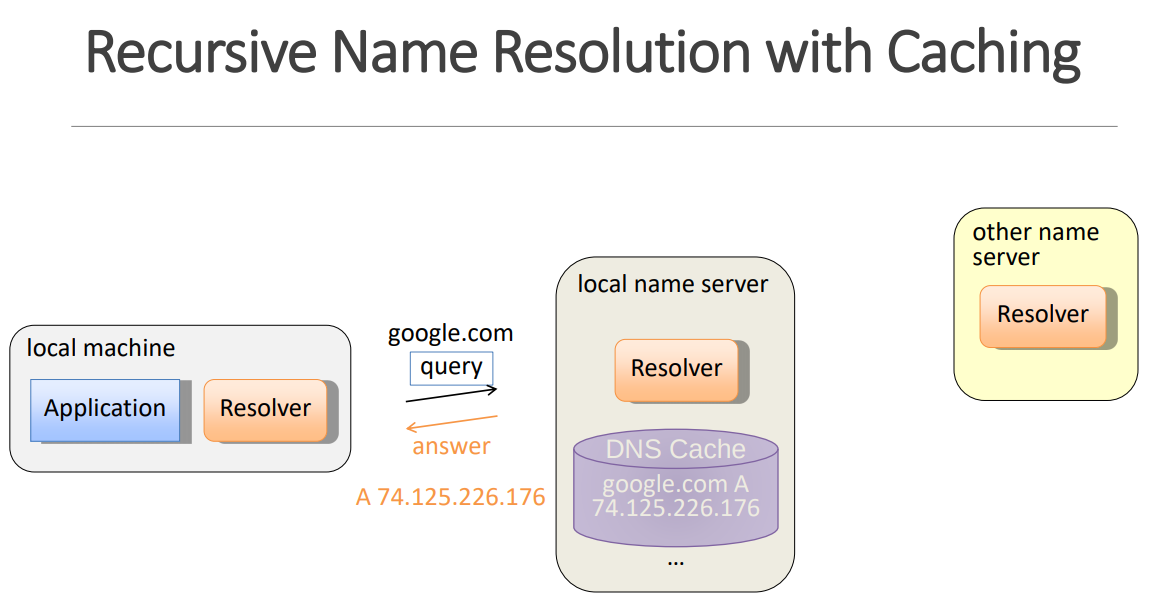 Recursive Name Resolution with Caching
local machine
Application
Resolver
google.com
query
answer
A 74.125.226.176
local name server
Resolver
DNS Cache
google.com A
74.125.226.176
...
other name
server
Resolver